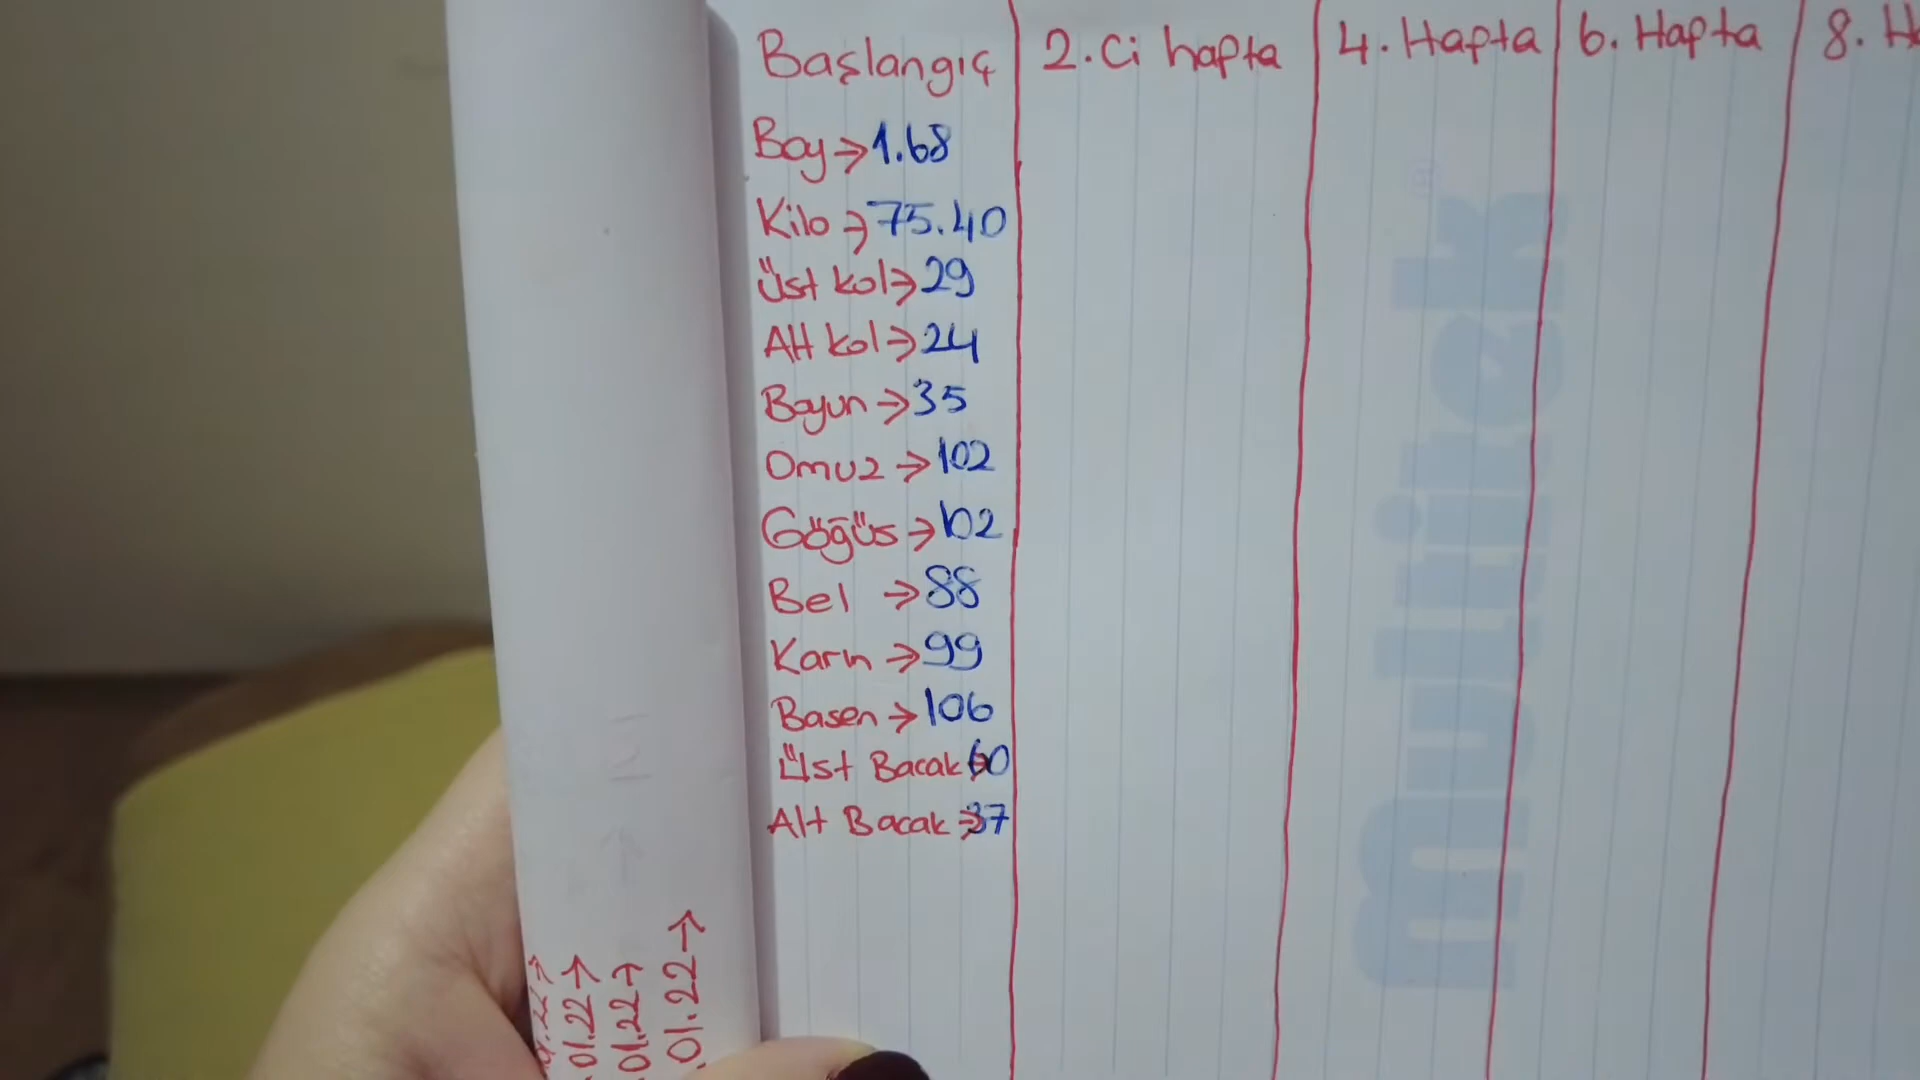 Başlangıç
2.Ci hafta
4. Hafta
6. Hafta
8.
Boy → 1.68
Kilo → 75.40
Üst kol → 29
Alt kol → 24
Boyun → 35
Omuz → 102
Göğüs → 102
Bel → 88
Karın → 99
Basen → 106
Üst Bacak 60
Alt Bacak → 37
.01.22 →
.01.22 →
.01.22 →
multitek